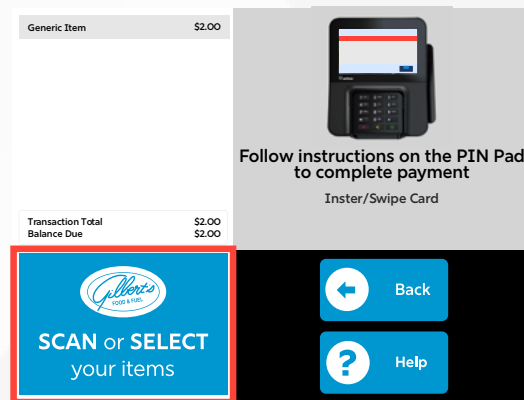 Generic Item $2.00
Follow instructions on the PIN Pad
to complete payment
Inster/Swipe Card
Transaction Total $2.00
Balance Due $2.00
Gilbert's
FOOD & FUEL
SCAN or SELECT
your items
Back
Help